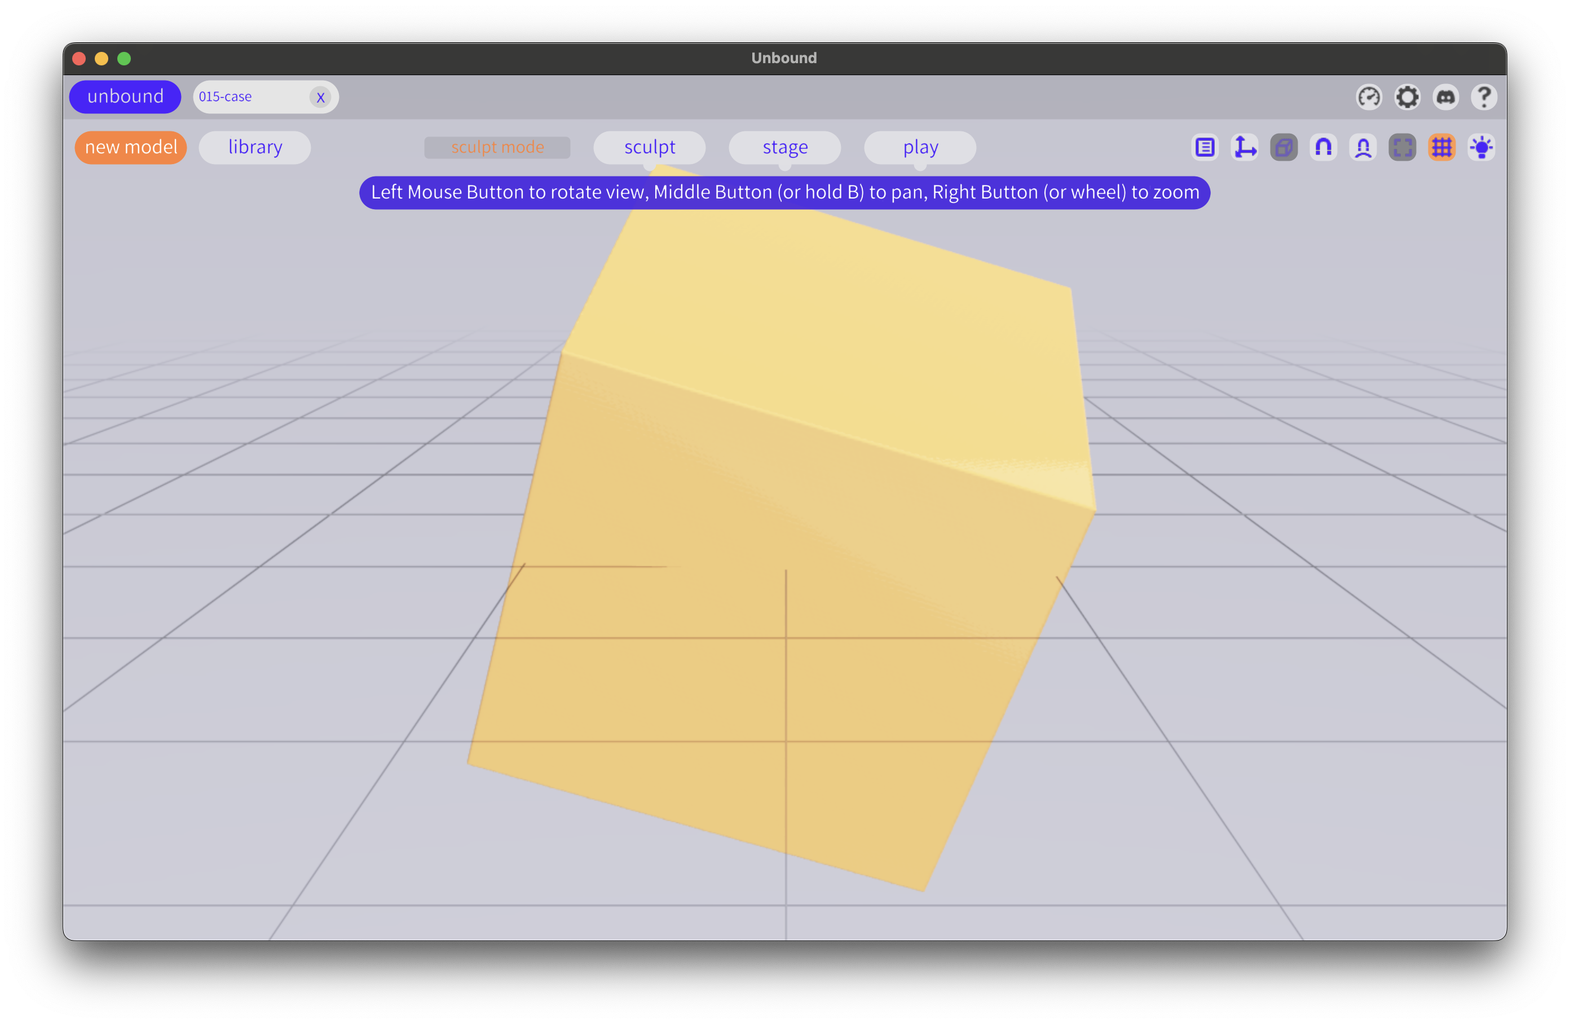 Unbound
unbound
015-case
X
new model
library
sculpt mode
sculpt
stage
play
Left Mouse Button to rotate view, Middle Button (or hold B) to pan, Right Button (or wheel) to zoom